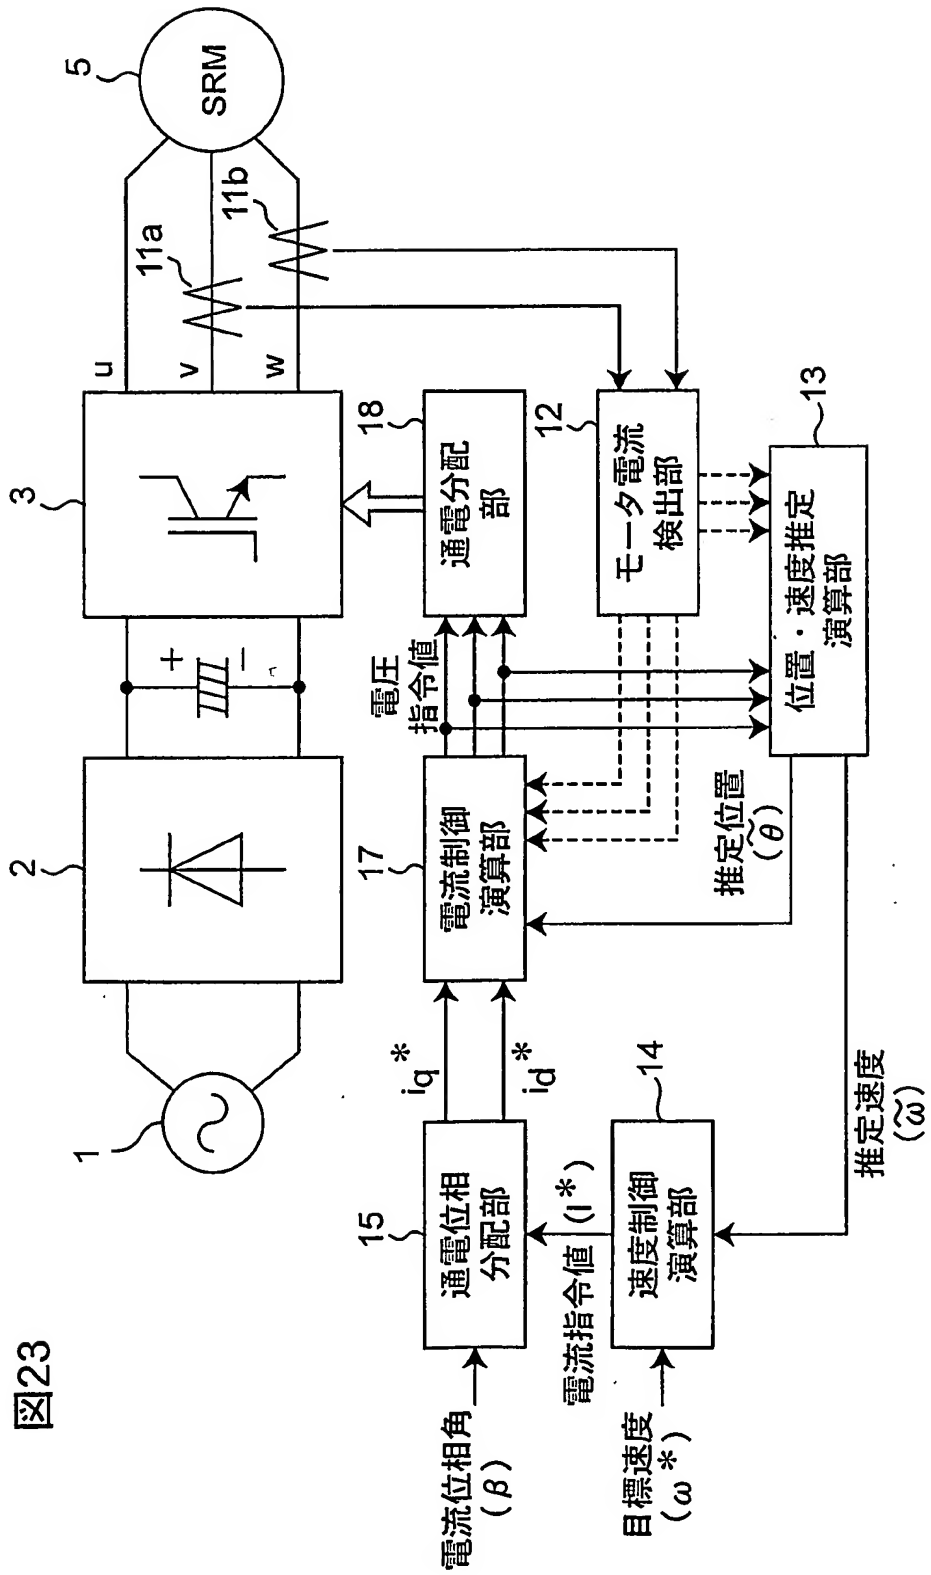 図23
1
2
3
5
SRM
u
v
w
11a
11b
+
−
電流位相角
(β)
15
通電位相
分配部
iq*
id*
17
電流制御
演算部
電圧
指令値
18
通電分配
部
12
モータ電流
検出部
13
位置・速度推定
演算部
推定位置
(θ̃)
電流指令値 (I*)
14
速度制御
演算部
目標速度
(ω*)
推定速度
(ω̃)